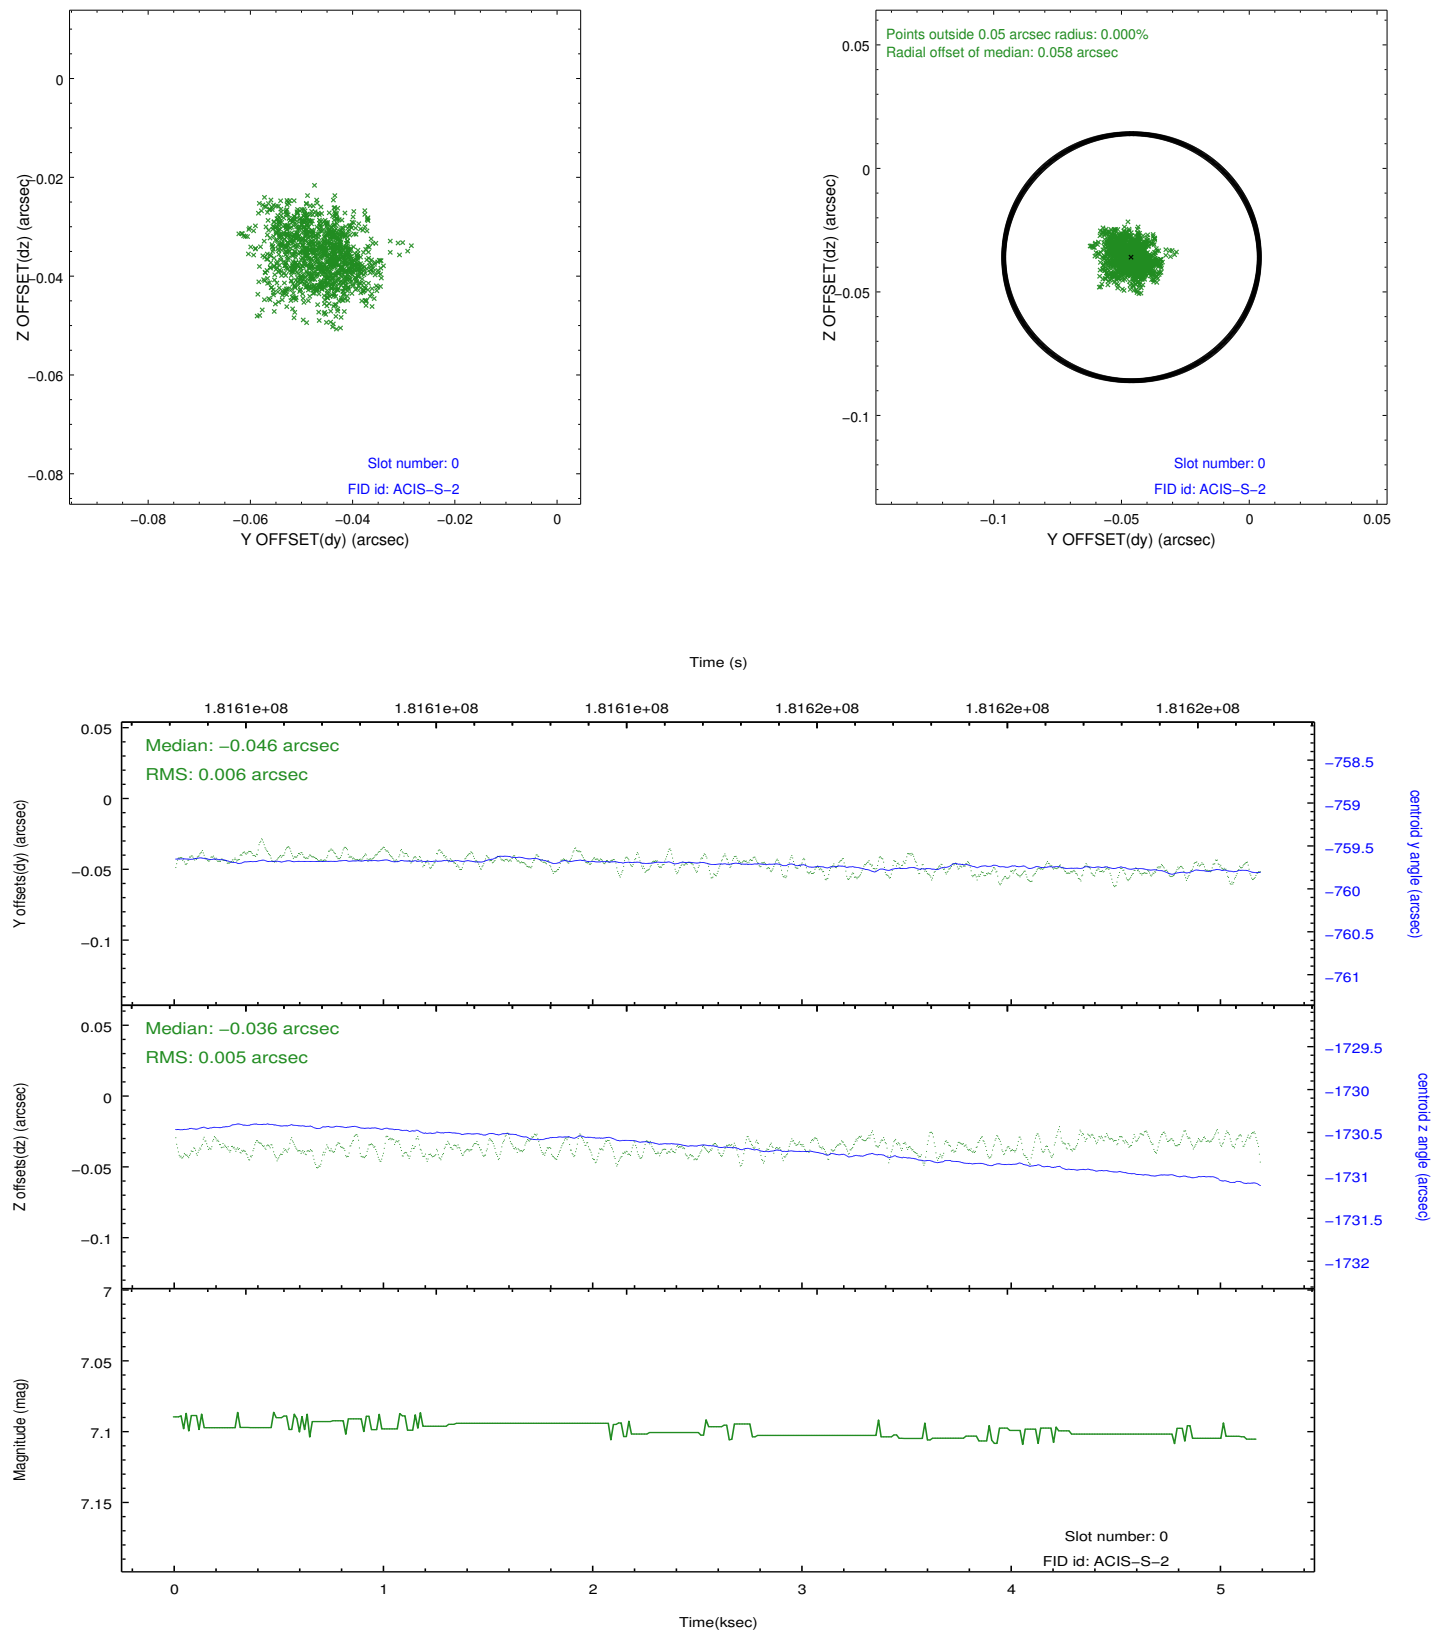 0
−0.02
−0.04
−0.06
−0.08
Z OFFSET(dz) (arcsec)
−0.08
−0.06
−0.04
−0.02
0
Y OFFSET(dy) (arcsec)
Slot number: 0
FID id: ACIS−S−2
Points outside 0.05 arcsec radius: 0.000%
Radial offset of median: 0.058 arcsec
0.05
0
−0.05
−0.1
Z OFFSET(dz) (arcsec)
−0.1
−0.05
0
0.05
Y OFFSET(dy) (arcsec)
Slot number: 0
FID id: ACIS−S−2
Time (s)
1.8161e+08
1.8161e+08
1.8161e+08
1.8162e+08
1.8162e+08
1.8162e+08
Median: −0.046 arcsec
RMS: 0.006 arcsec
0.05
0
−0.05
−0.1
Y offsets(dy) (arcsec)
−758.5
−759
−759.5
−760
−760.5
−761
centroid y angle (arcsec)
Median: −0.036 arcsec
RMS: 0.005 arcsec
0.05
0
−0.05
−0.1
Z offsets(dz) (arcsec)
−1729.5
−1730
−1730.5
−1731
−1731.5
−1732
centroid z angle (arcsec)
7
7.05
7.1
7.15
Magnitude (mag)
Slot number: 0
FID id: ACIS−S−2
0
1
2
3
4
5
Time(ksec)